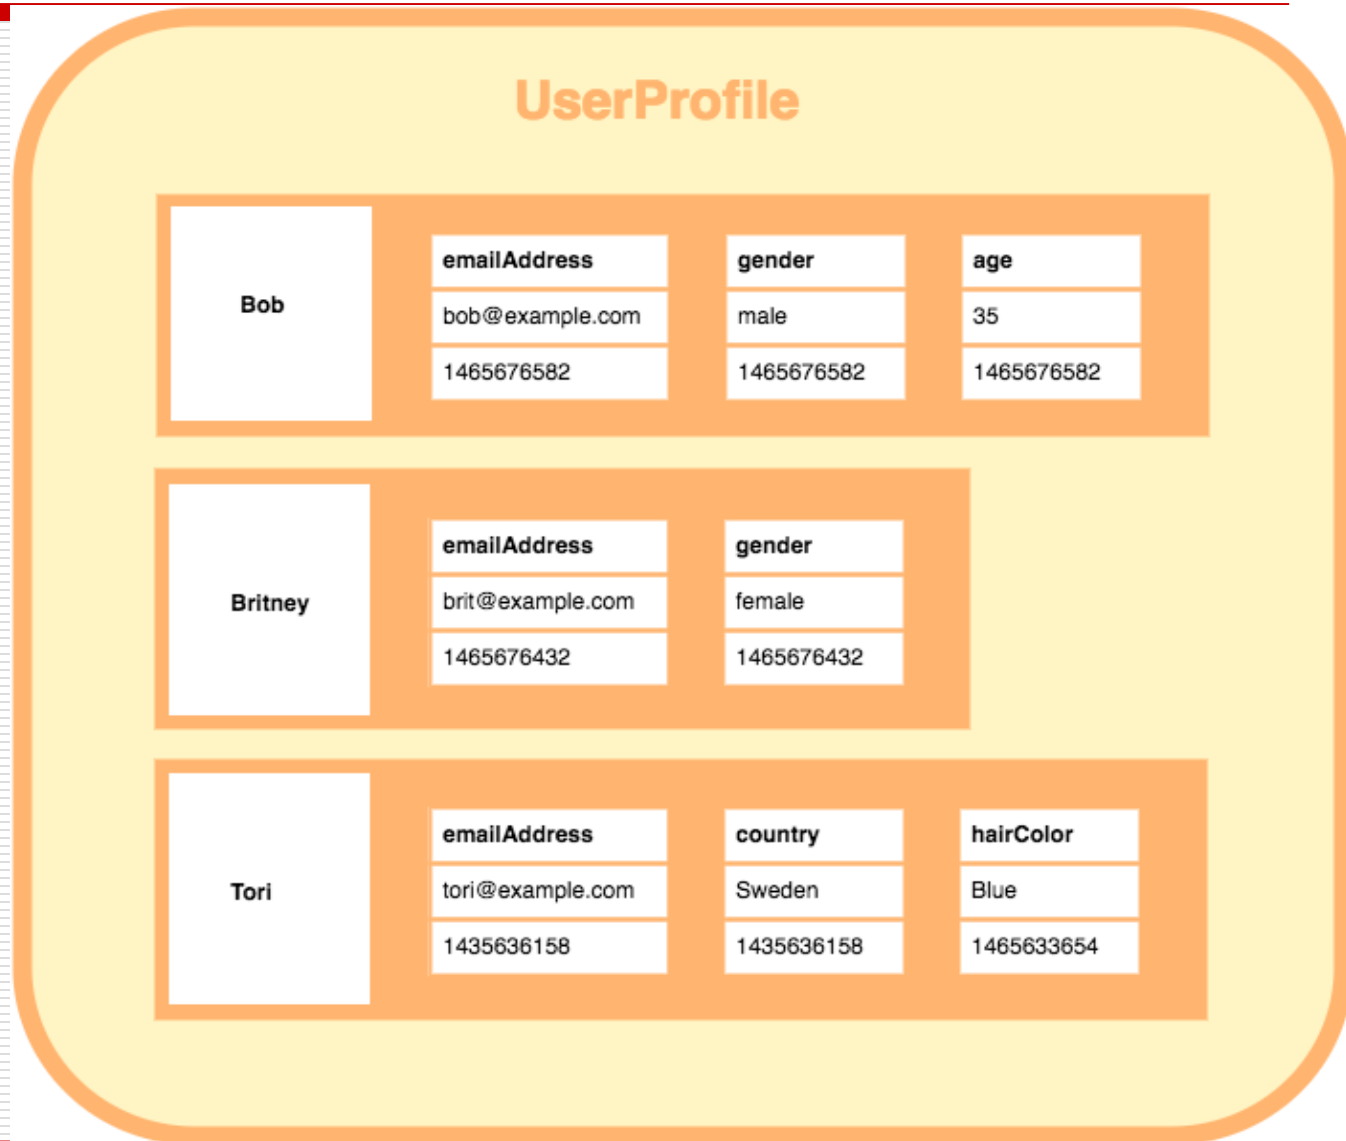 UserProfile
emailAddress gender age
Bob
bob@example.com male 35
1465676582 1465676582 1465676582
emailAddress gender
Britney
brit@example.com female
1465676432 1465676432
emailAddress country hairColor
Tori
tori@example.com Sweden Blue
1435636158 1435636158 1465633654